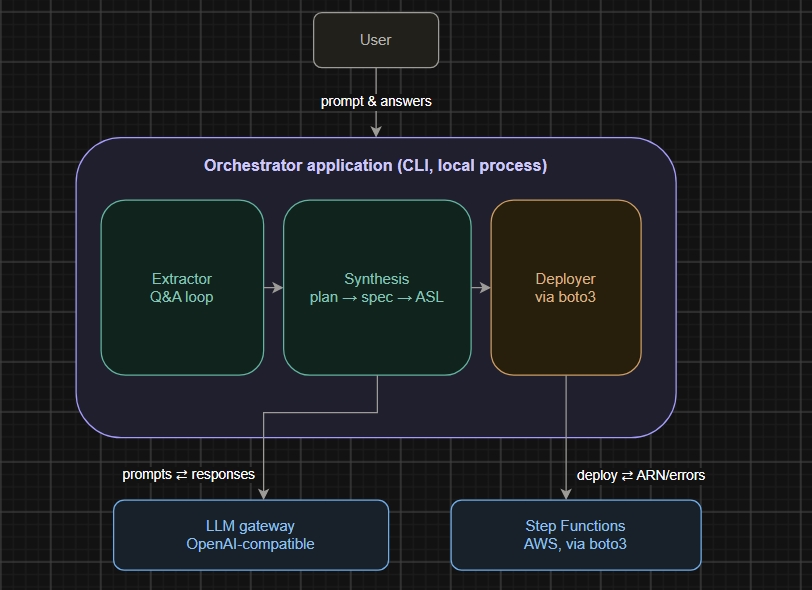 User
prompt & answers
Orchestrator application (CLI, local process)
Extractor
Q&A loop
Synthesis
plan → spec → ASL
Deployer
via boto3
prompts ⇄ responses
deploy ⇄ ARN/errors
LLM gateway
OpenAI-compatible
Step Functions
AWS, via boto3